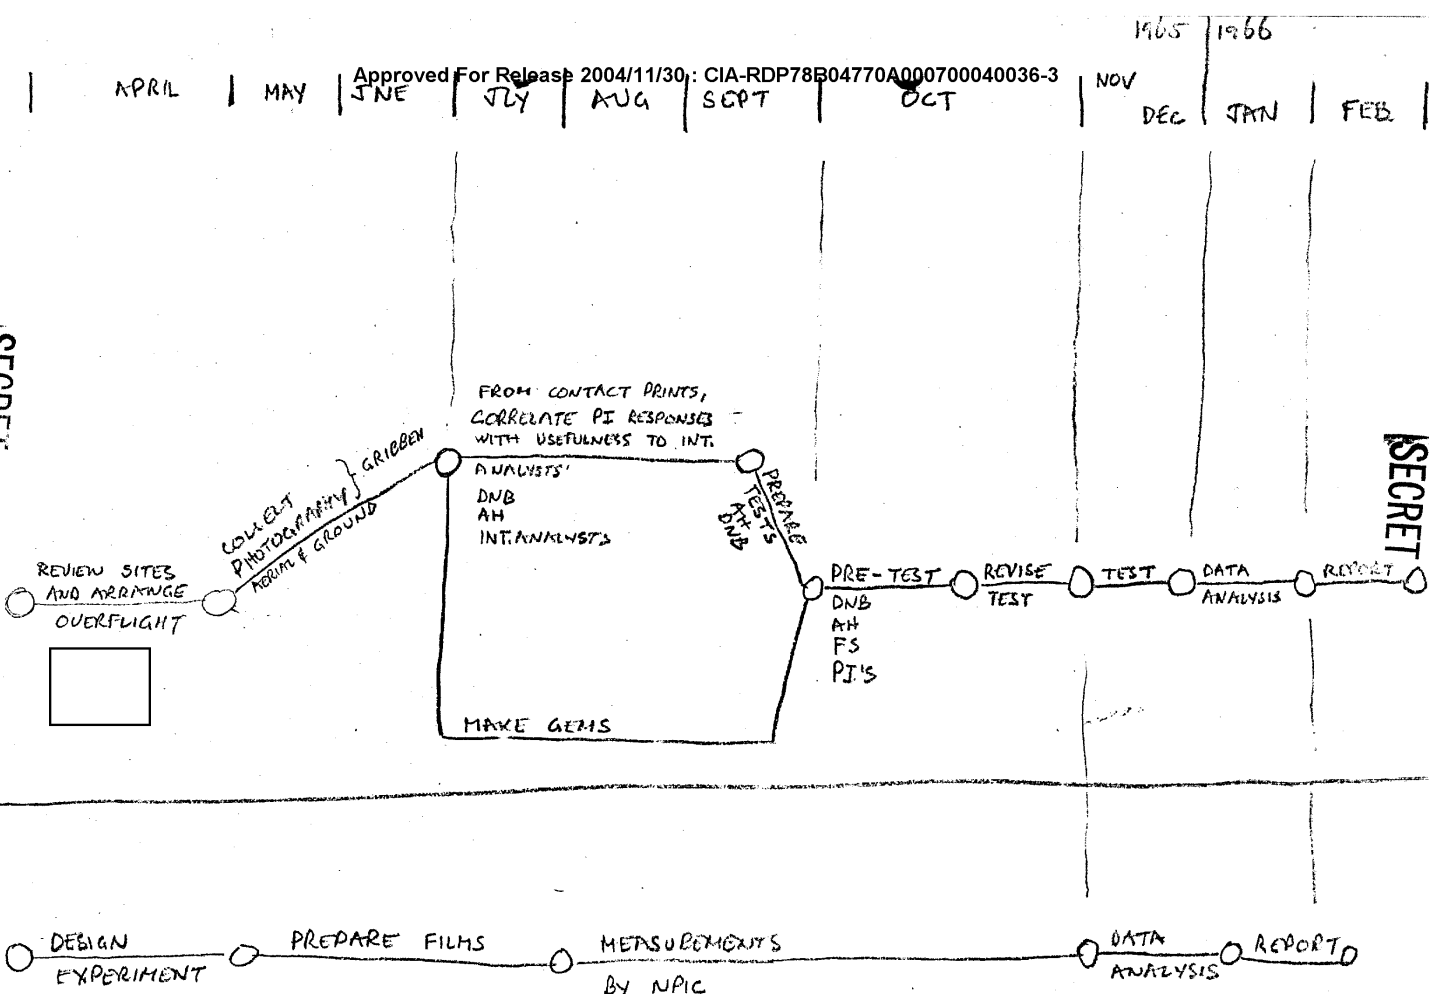 1965 1966
Approved For Release 2004/11/30 : CIA-RDP78B04770A000700040036-3
APRIL MAY JNE JLY AUG SEPT OCT NOV DEC JAN FEB
SECRET
SECRET
FROM CONTACT PRINTS,
CORRELATE PI RESPONSES
WITH USEFULNESS TO INT.
ANALYSTS'
DNB
AH
INT. ANALYSTS
COLLECT
PHOTOGRAPHY } GRIBBEN
AERIAL & GROUND
PREPARE
TESTS
AH
DNB
REVIEW SITES
AND ARRANGE
OVERFLIGHT
PRE-TEST
DNB
AH
FS
PI'S
REVISE
TEST
TEST
DATA
ANALYSIS
REPORT
MAKE GEMS
DESIGN
EXPERIMENT
PREPARE FILMS
MEASUREMENTS
BY NPIC
DATA
ANALYSIS
REPORT